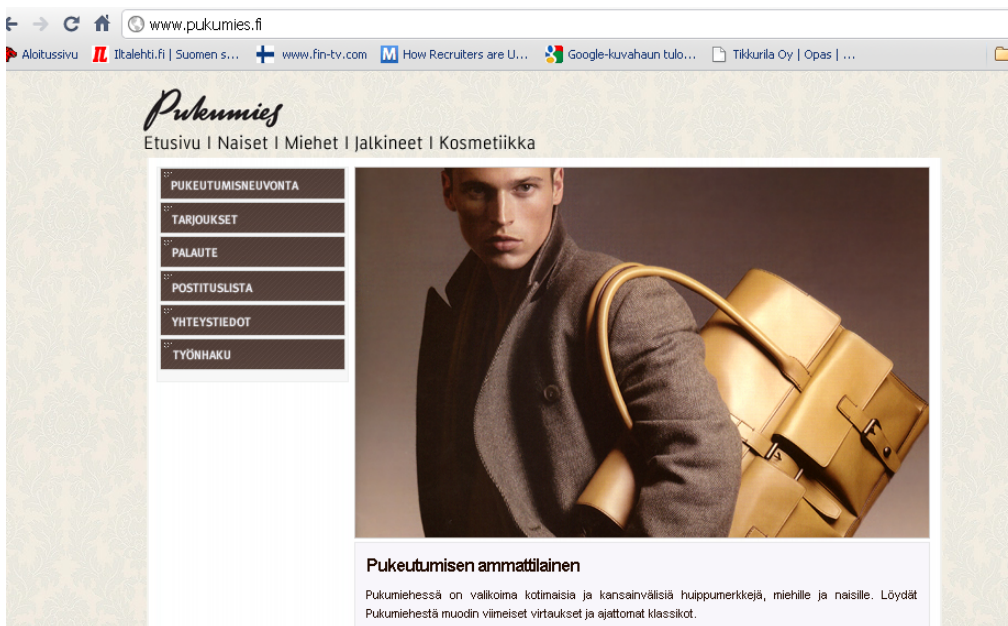 www.pukumies.fi
Aloitussivu IL Iltalehti.fi | Suomen s... www.fin-tv.com M How Recruiters are U... Google-kuvahaun tulo... Tikkurila Oy | Opas | ...
Pukumies
Etusivu | Naiset | Miehet | Jalkineet | Kosmetiikka
PUKEUTUMISNEUVONTA
TARJOUKSET
PALAUTE
POSTITUSLISTA
YHTEYSTIEDOT
TYÖNHAKU
Pukeutumisen ammattilainen
Pukumiehessä on valikoima kotimaisia ja kansainvälisiä huippumerkkejä, miehille ja naisille. Löydät
Pukumiehestä muodin viimeiset virtaukset ja ajattomat klassikot.